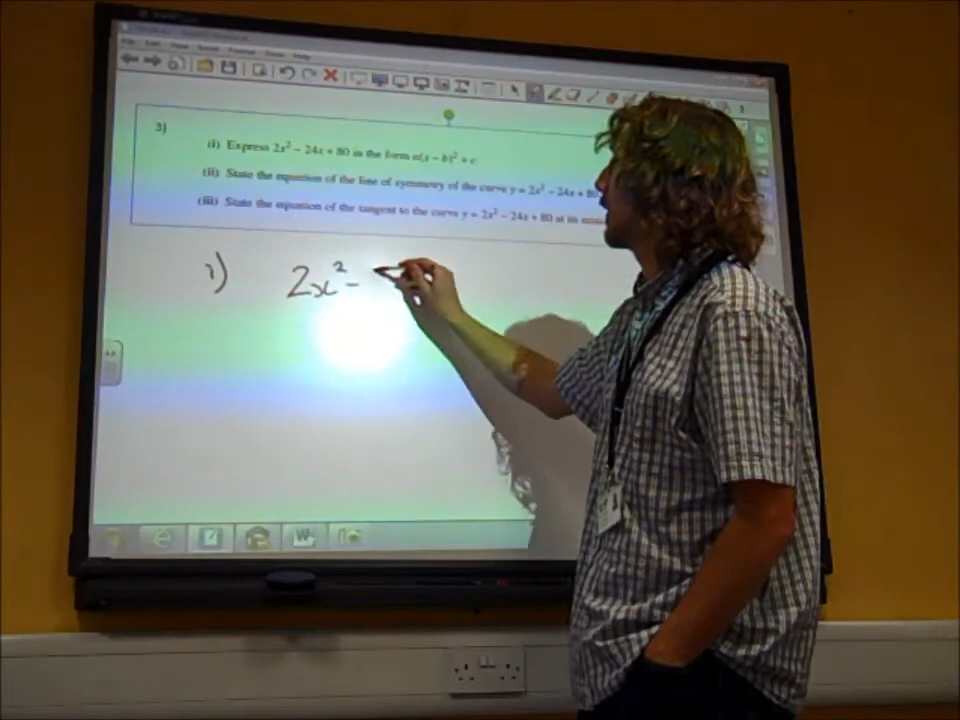 3)
(i) Express 2x² – 24x + 80 in the form a(x – b)² + c
(ii) State the equation of the line of symmetry of the curve y = 2x² – 24x + 80
(iii) State the equation of the tangent to the curve y = 2x² – 24x + 80 at its
i) 2x² –